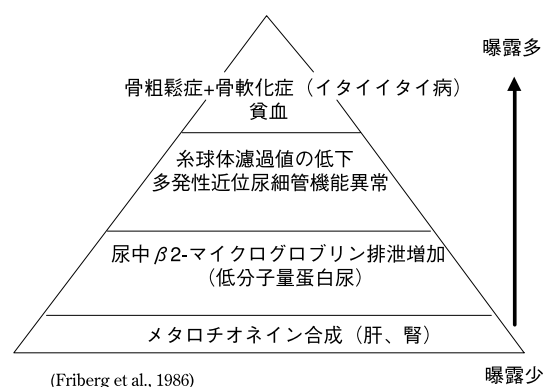 曝露多
骨粗鬆症+骨軟化症（イタイイタイ病）
貧血
糸球体濾過値の低下
多発性近位尿細管機能異常
尿中β2-マイクログロブリン排泄増加
（低分子量蛋白尿）
メタロチオネイン合成（肝、腎）
曝露少
(Friberg et al., 1986)